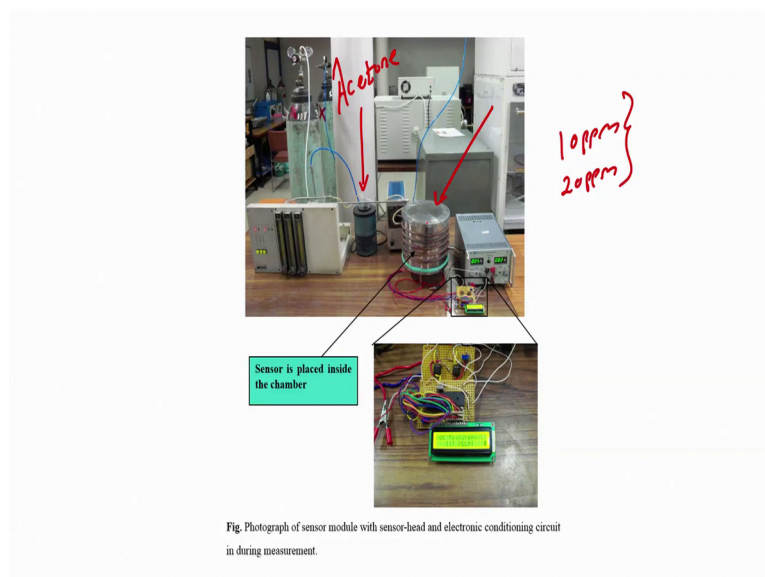 Acetone
10ppm
20ppm
Sensor is placed inside
the chamber
Fig. Photograph of sensor module with sensor-head and electronic conditioning circuit
in during measurement.